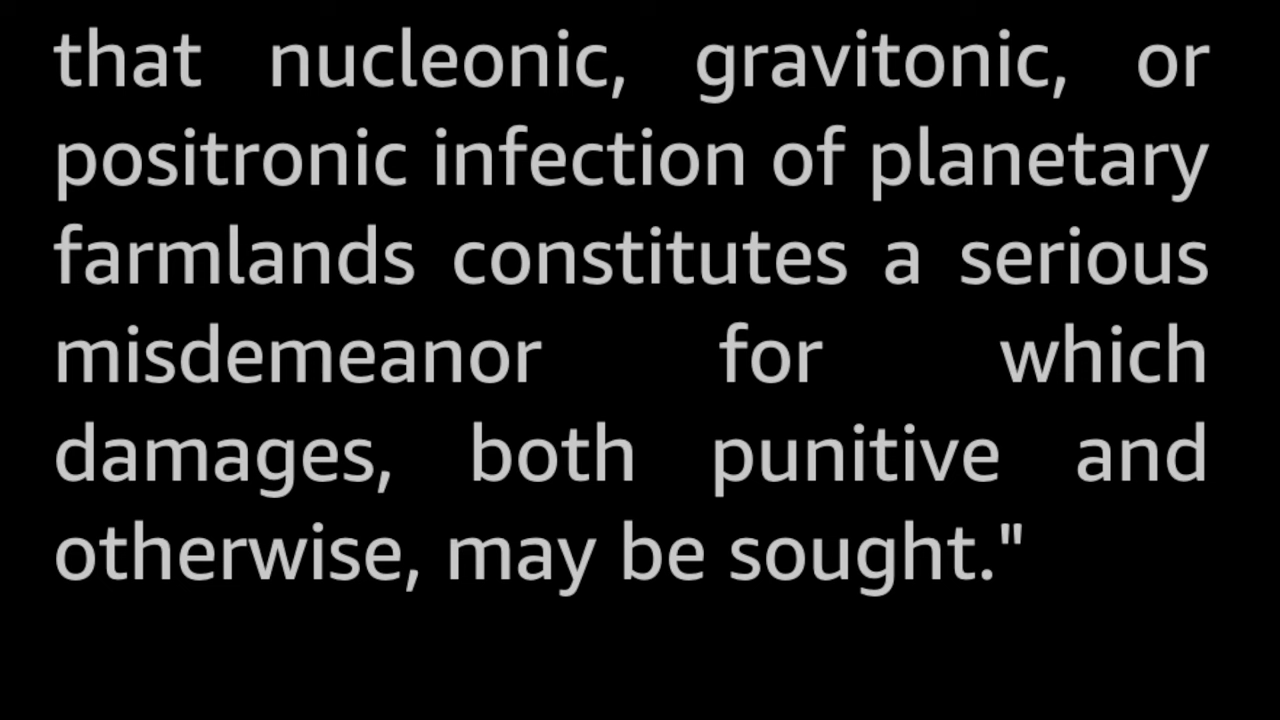 that nucleonic, gravitonic, or
positronic infection of planetary
farmlands constitutes a serious
misdemeanor for which
damages, both punitive and
otherwise, may be sought."